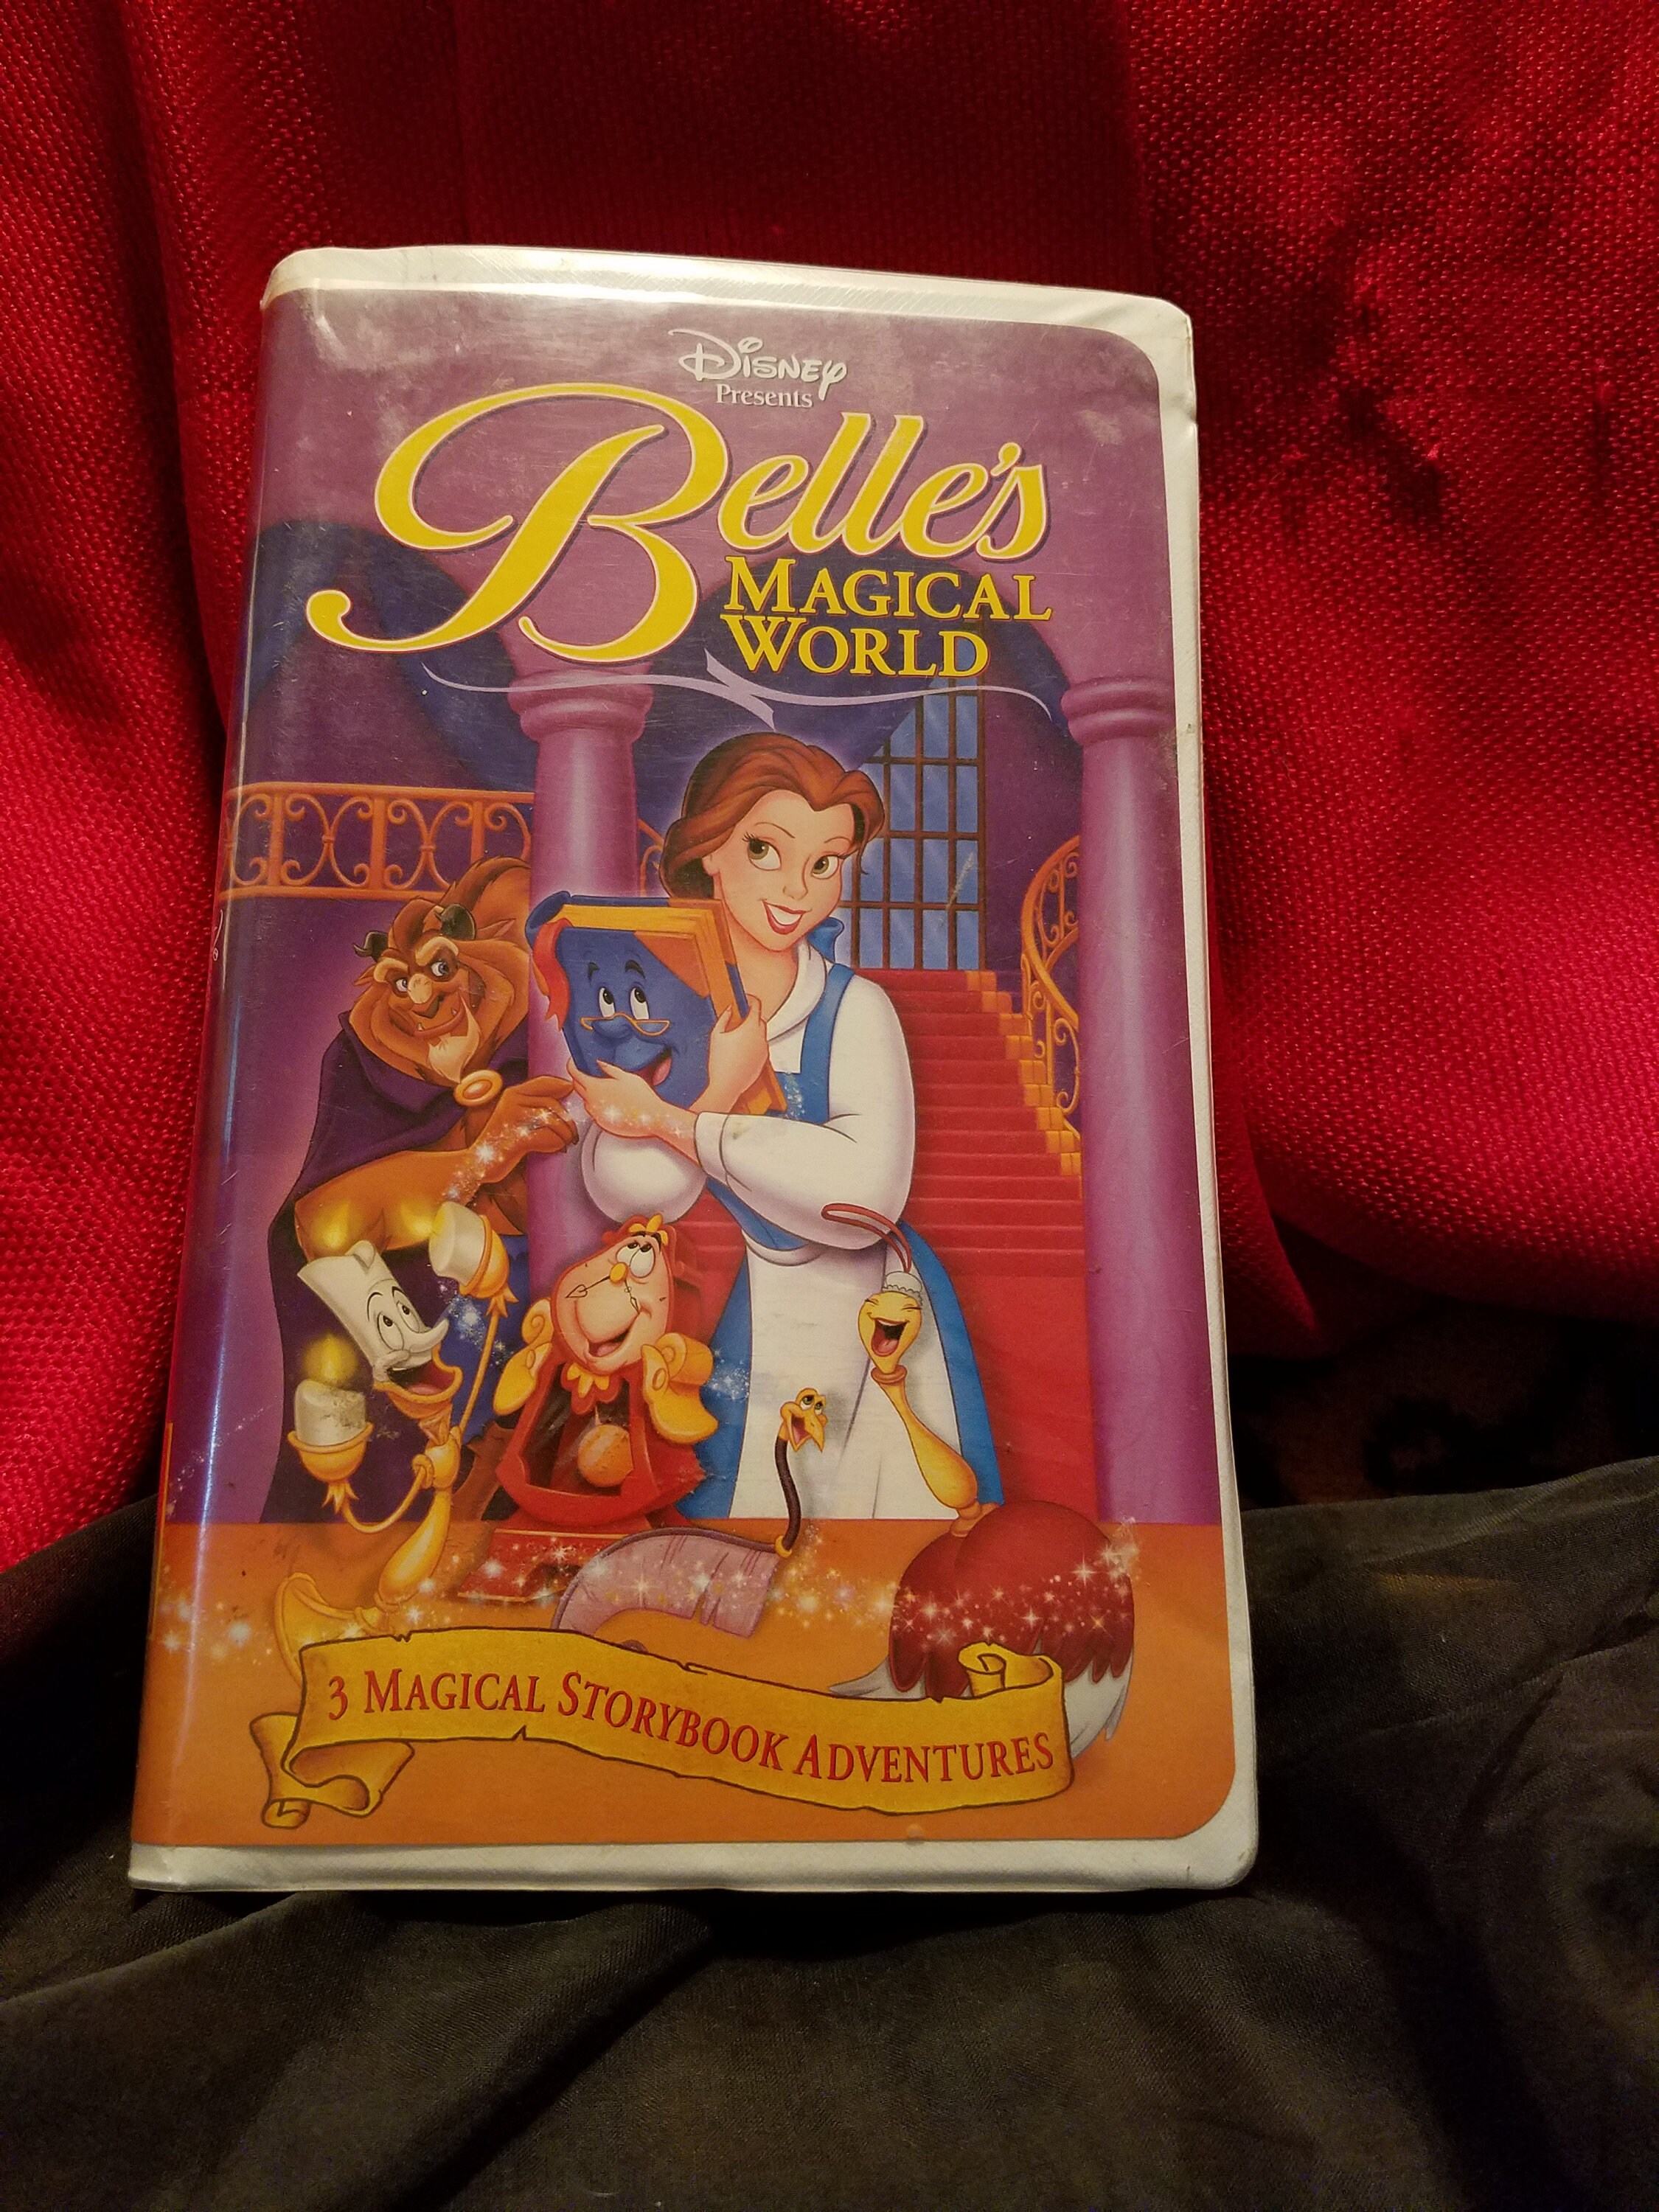 Disney
Presents
Belle's
MAGICAL
WORLD
3 MAGICAL STORYBOOK ADVENTURES